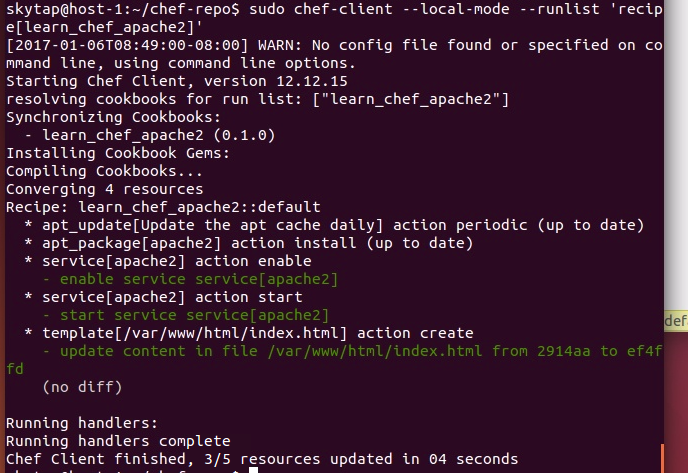 skytap@host-1:~/chef-repo$ sudo chef-client --local-mode --runlist 'recip
e[learn_chef_apache2]'
[2017-01-06T08:49:00-08:00] WARN: No config file found or specified on co
mmand line, using command line options.
Starting Chef Client, version 12.12.15
resolving cookbooks for run list: ["learn_chef_apache2"]
Synchronizing Cookbooks:
  - learn_chef_apache2 (0.1.0)
Installing Cookbook Gems:
Compiling Cookbooks...
Converging 4 resources
Recipe: learn_chef_apache2::default
  * apt_update[Update the apt cache daily] action periodic (up to date)
  * apt_package[apache2] action install (up to date)
  * service[apache2] action enable
    - enable service service[apache2]
  * service[apache2] action start
    - start service service[apache2]
  * template[/var/www/html/index.html] action create
    - update content in file /var/www/html/index.html from 2914aa to ef4f
fd
    (no diff)
Running handlers:
Running handlers complete
Chef Client finished, 3/5 resources updated in 04 seconds
defa